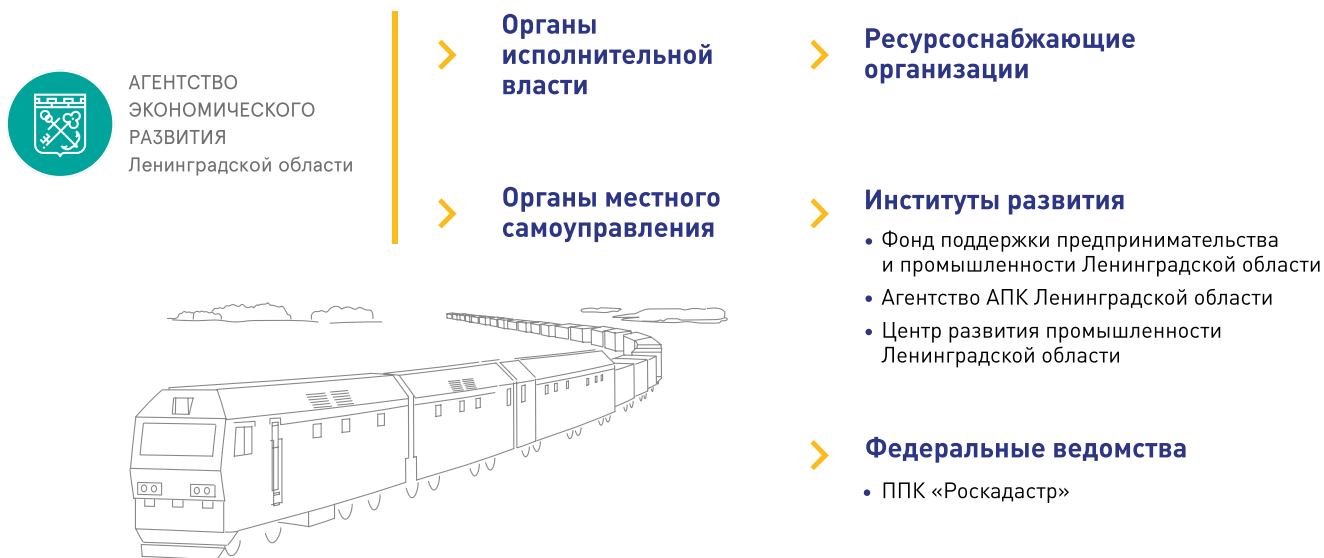 АГЕНТСТВО
ЭКОНОМИЧЕСКОГО
РАЗВИТИЯ
Ленинградской области
Органы
исполнительной
власти
Органы местного
самоуправления
Ресурсоснабжающие
организации
Институты развития
• Фонд поддержки предпринимательства
и промышленности Ленинградской области
• Агентство АПК Ленинградской области
• Центр развития промышленности
Ленинградской области
Федеральные ведомства
• ППК «Роскадастр»